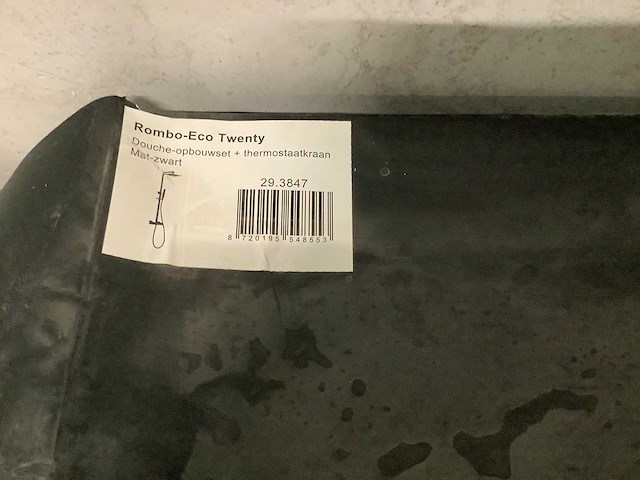 Rombo-Eco Twenty
Douche-opbouwset + thermostaatkraan
Mat-zwart
29.3847
8 720195 548553